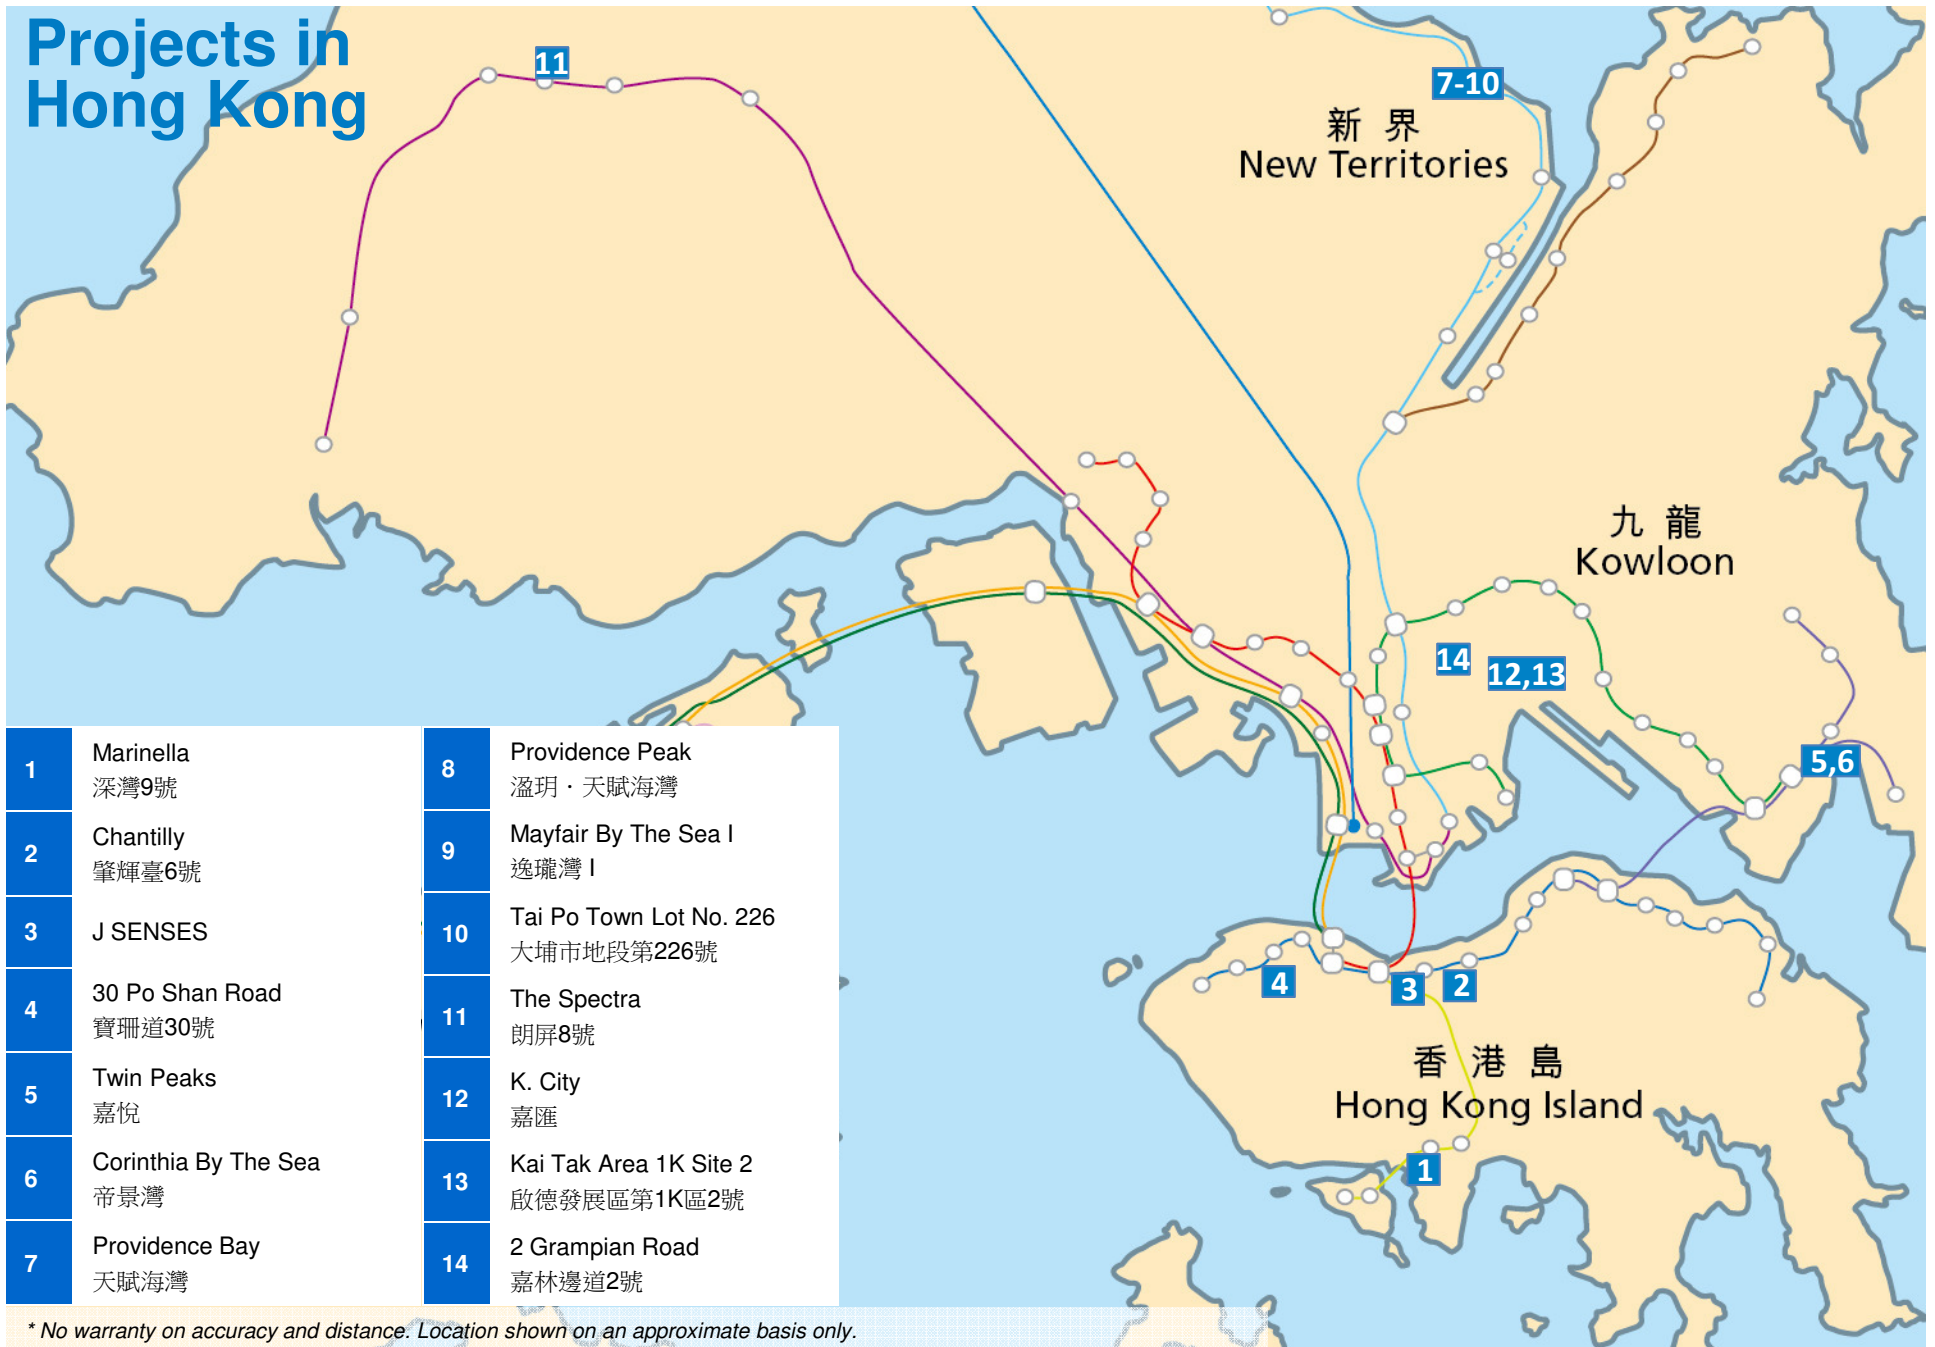 Projects in
Hong Kong
11
7-10
新 界
New Territories
九 龍
Kowloon
14
12,13
5,6
4
3
2
香 港 島
Hong Kong Island
1
1
Marinella
深灣9號
2
Chantilly
肇輝臺6號
3
J SENSES
4
30 Po Shan Road
寶珊道30號
5
Twin Peaks
嘉悅
6
Corinthia By The Sea
帝景灣
7
Providence Bay
天賦海灣
8
Providence Peak
溋玥．天賦海灣
9
Mayfair By The Sea I
逸瓏灣 I
10
Tai Po Town Lot No. 226
大埔市地段第226號
11
The Spectra
朗屏8號
12
K. City
嘉匯
13
Kai Tak Area 1K Site 2
啟德發展區第1K區2號
14
2 Grampian Road
嘉林邊道2號
* No warranty on accuracy and distance. Location shown on an approximate basis only.